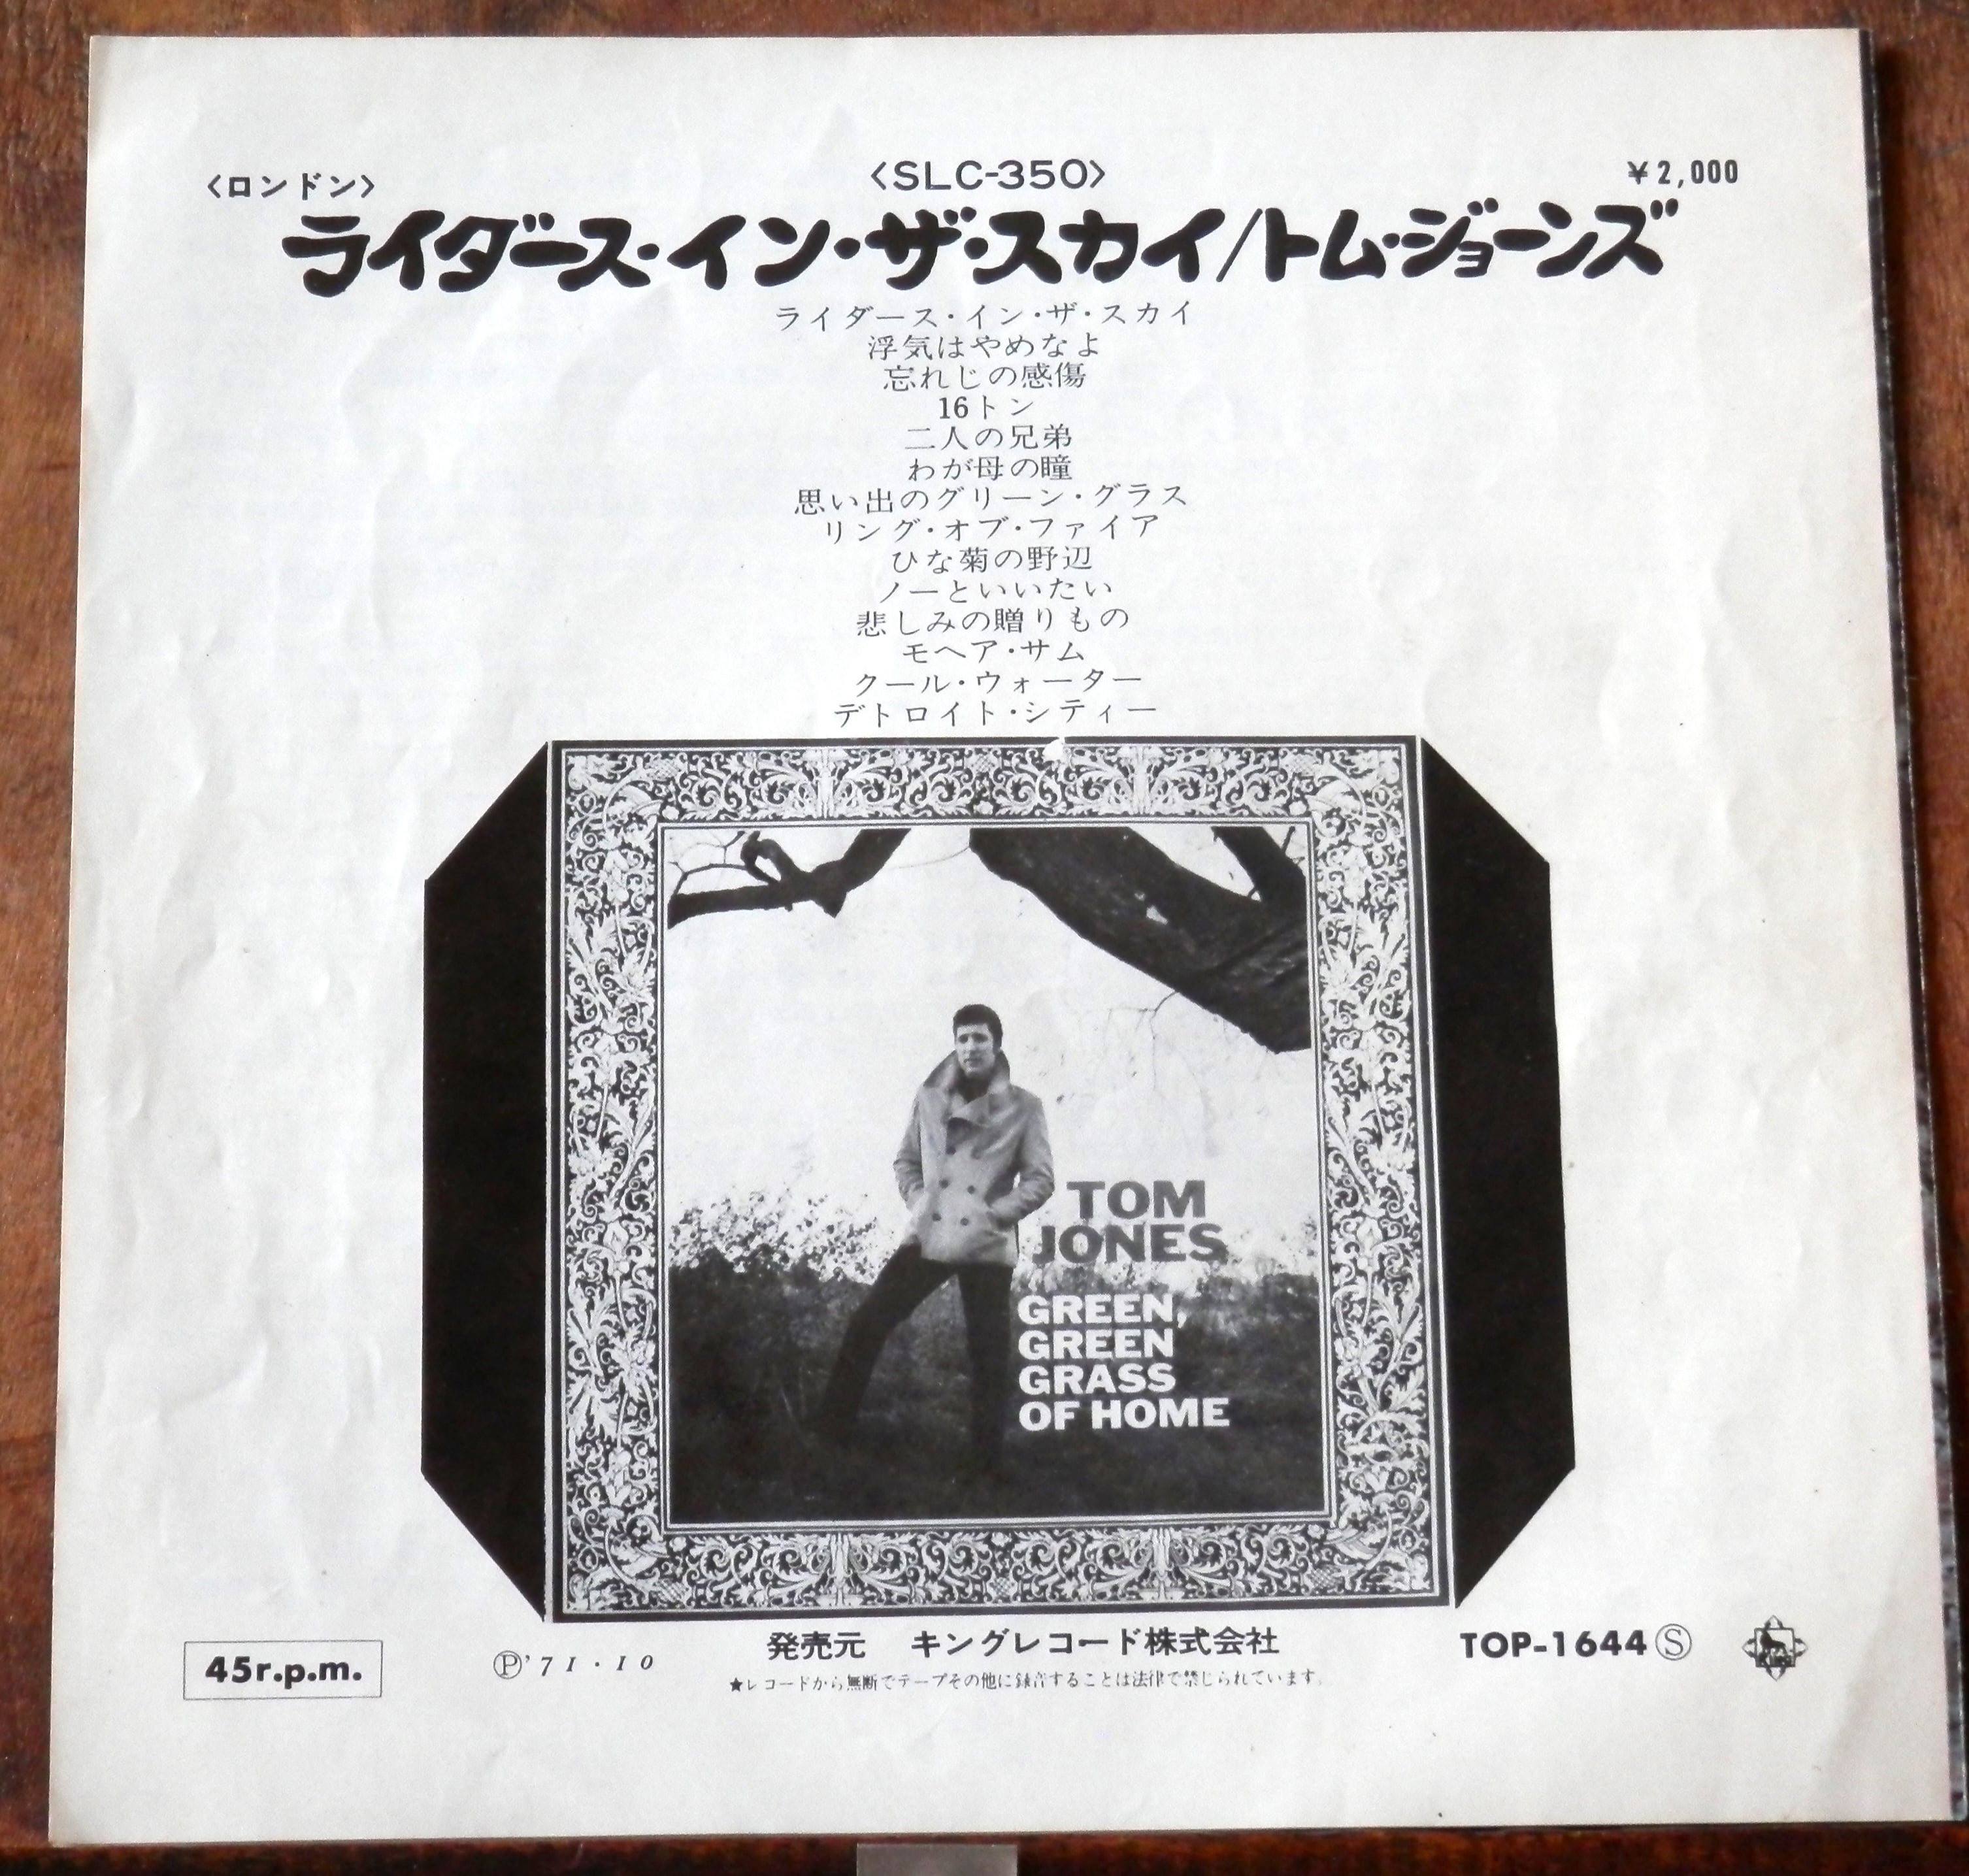 〈ロンドン〉
〈SLC-350〉
¥2,000
ライダース・イン・ザ・スカイ/トム・ジョーンズ
ライダース・イン・ザ・スカイ
浮気はやめなよ
忘れじの感傷
16トン
二人の兄弟
わが母の瞳
思い出のグリーン・グラス
リング・オブ・ファイア
ひな菊の野辺
ノーといいたい
悲しみの贈りもの
モヘア・サム
クール・ウォーター
デトロイト・シティー
TOM
JONES
GREEN,
GREEN
GRASS
OF HOME
45r.p.m.
Ⓟ'71・10
発売元 キングレコード株式会社
★レコードから無断でテープその他に録音することは法律で禁じられています。
TOP-1644Ⓢ